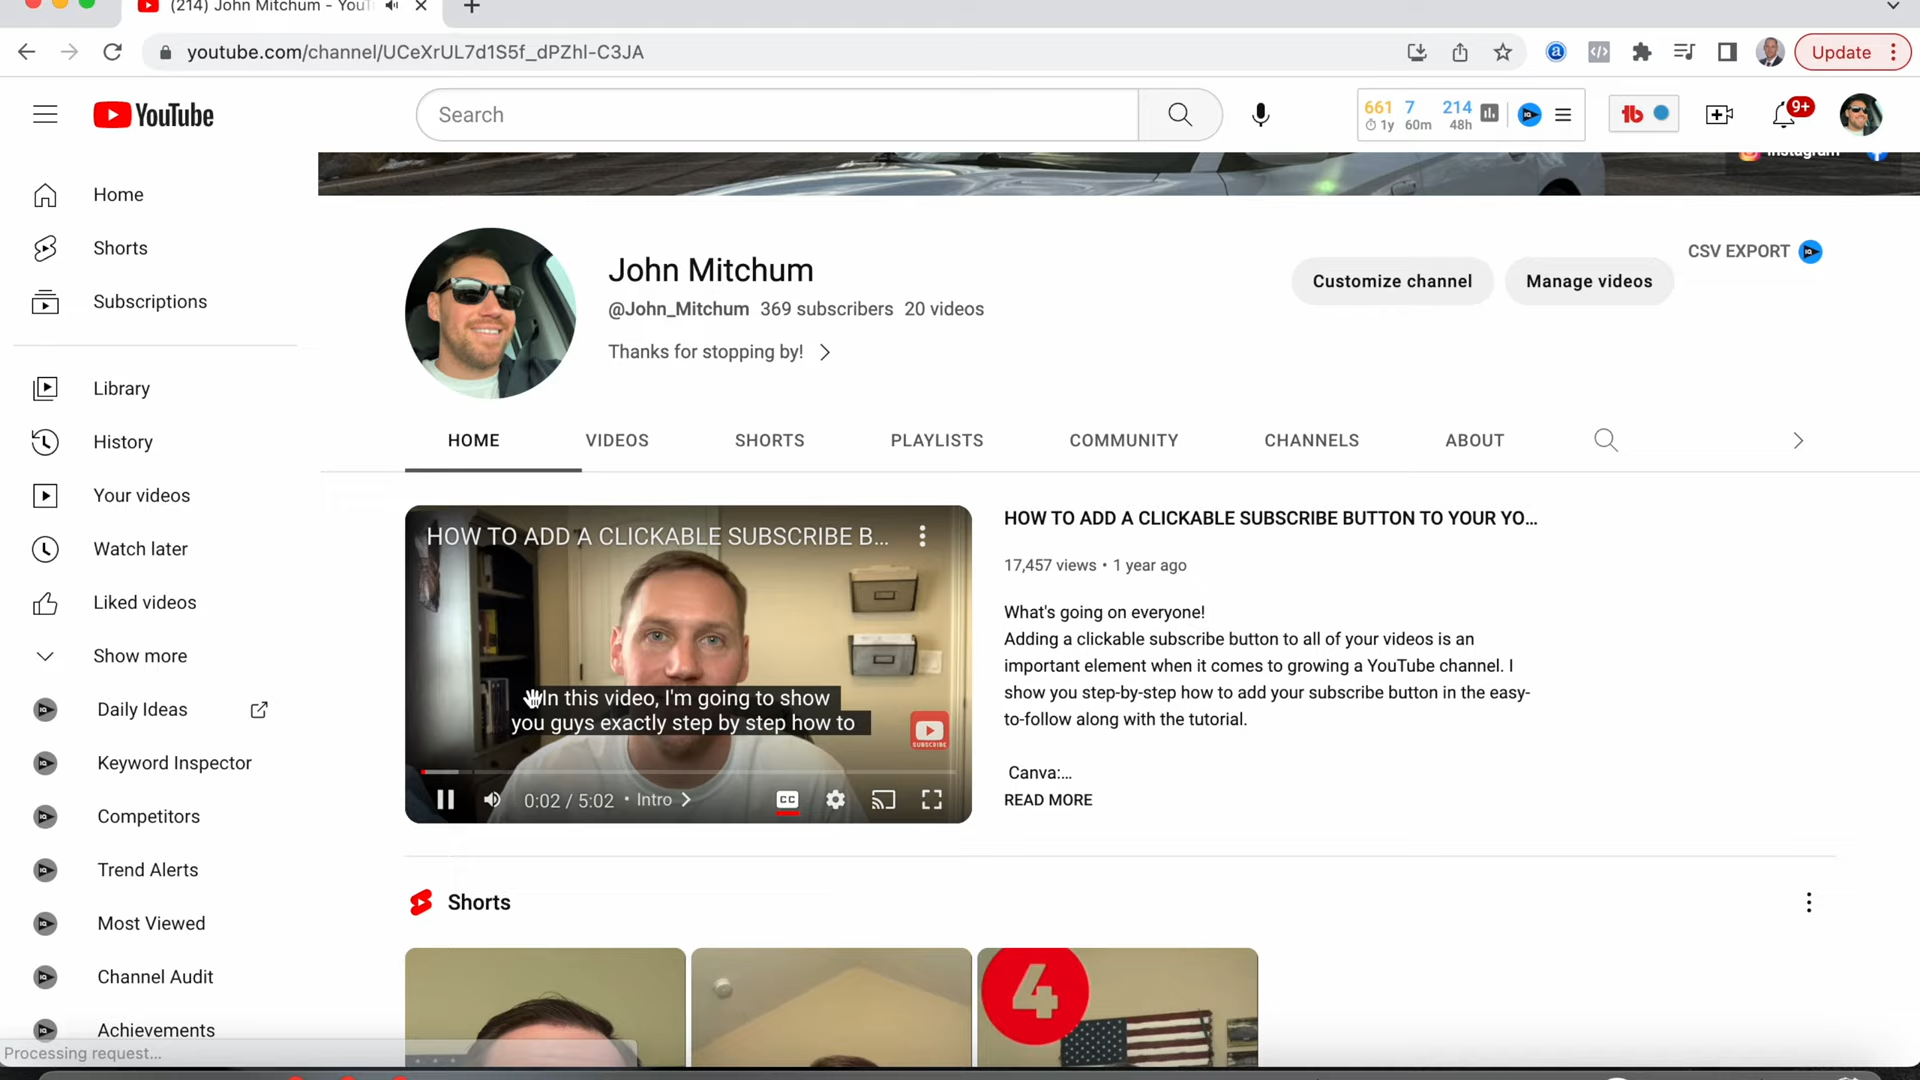 (214) John Mitchum - YouT
youtube.com/channel/UCeXrUL7d1S5f_dPZhl-C3JA
Update
YouTube
Search
661 7 214
1y 60m 48h
tb
9+
Instagram
Home
Shorts
Subscriptions
Library
History
Your videos
Watch later
Liked videos
Show more
Daily Ideas
Keyword Inspector
Competitors
Trend Alerts
Most Viewed
Channel Audit
Achievements
Processing request...
John Mitchum
@John_Mitchum 369 subscribers 20 videos
Thanks for stopping by!
Customize channel
Manage videos
CSV EXPORT
HOME
VIDEOS
SHORTS
PLAYLISTS
COMMUNITY
CHANNELS
ABOUT
HOW TO ADD A CLICKABLE SUBSCRIBE B...
In this video, I'm going to show
you guys exactly step by step how to
SUBSCRIBE
0:02 / 5:02 • Intro
CC
HOW TO ADD A CLICKABLE SUBSCRIBE BUTTON TO YOUR YO...
17,457 views • 1 year ago
What's going on everyone!
Adding a clickable subscribe button to all of your videos is an
important element when it comes to growing a YouTube channel. I
show you step-by-step how to add your subscribe button in the easy-
to-follow along with the tutorial.
Canva:...
READ MORE
Shorts
4